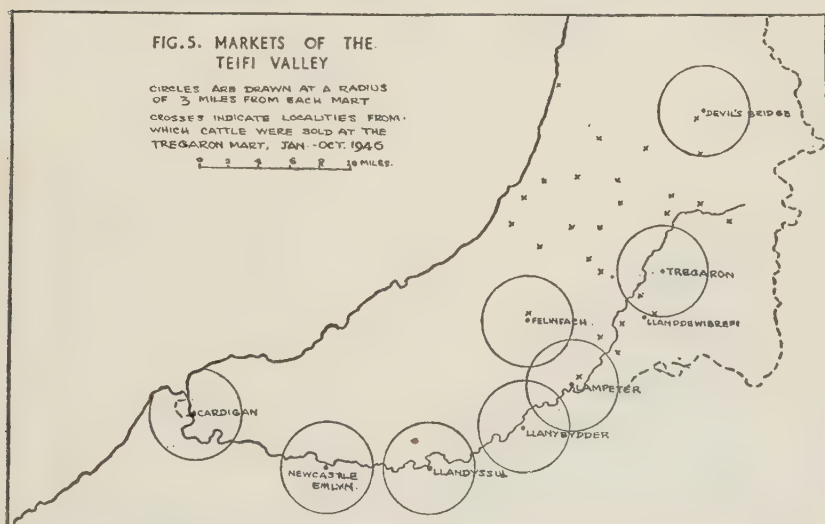 FIG.5. MARKETS OF THE
TEIFI VALLEY
CIRCLES ARE DRAWN AT A RADIUS
OF 3 MILES FROM EACH MART
CROSSES INDICATE LOCALITIES FROM
WHICH CATTLE WERE SOLD AT THE
TREGARON MART, JAN.-OCT. 1946
0 2 4 6 8 10 MILES.
DEVIL'S BRIDGE
TREGARON
FELINFACH.
LLANDDEWIBREFI
LAMPETER
CARDIGAN
LLANYBYDDER
NEWCASTLE
EMLYN.
LLANDYSSUL